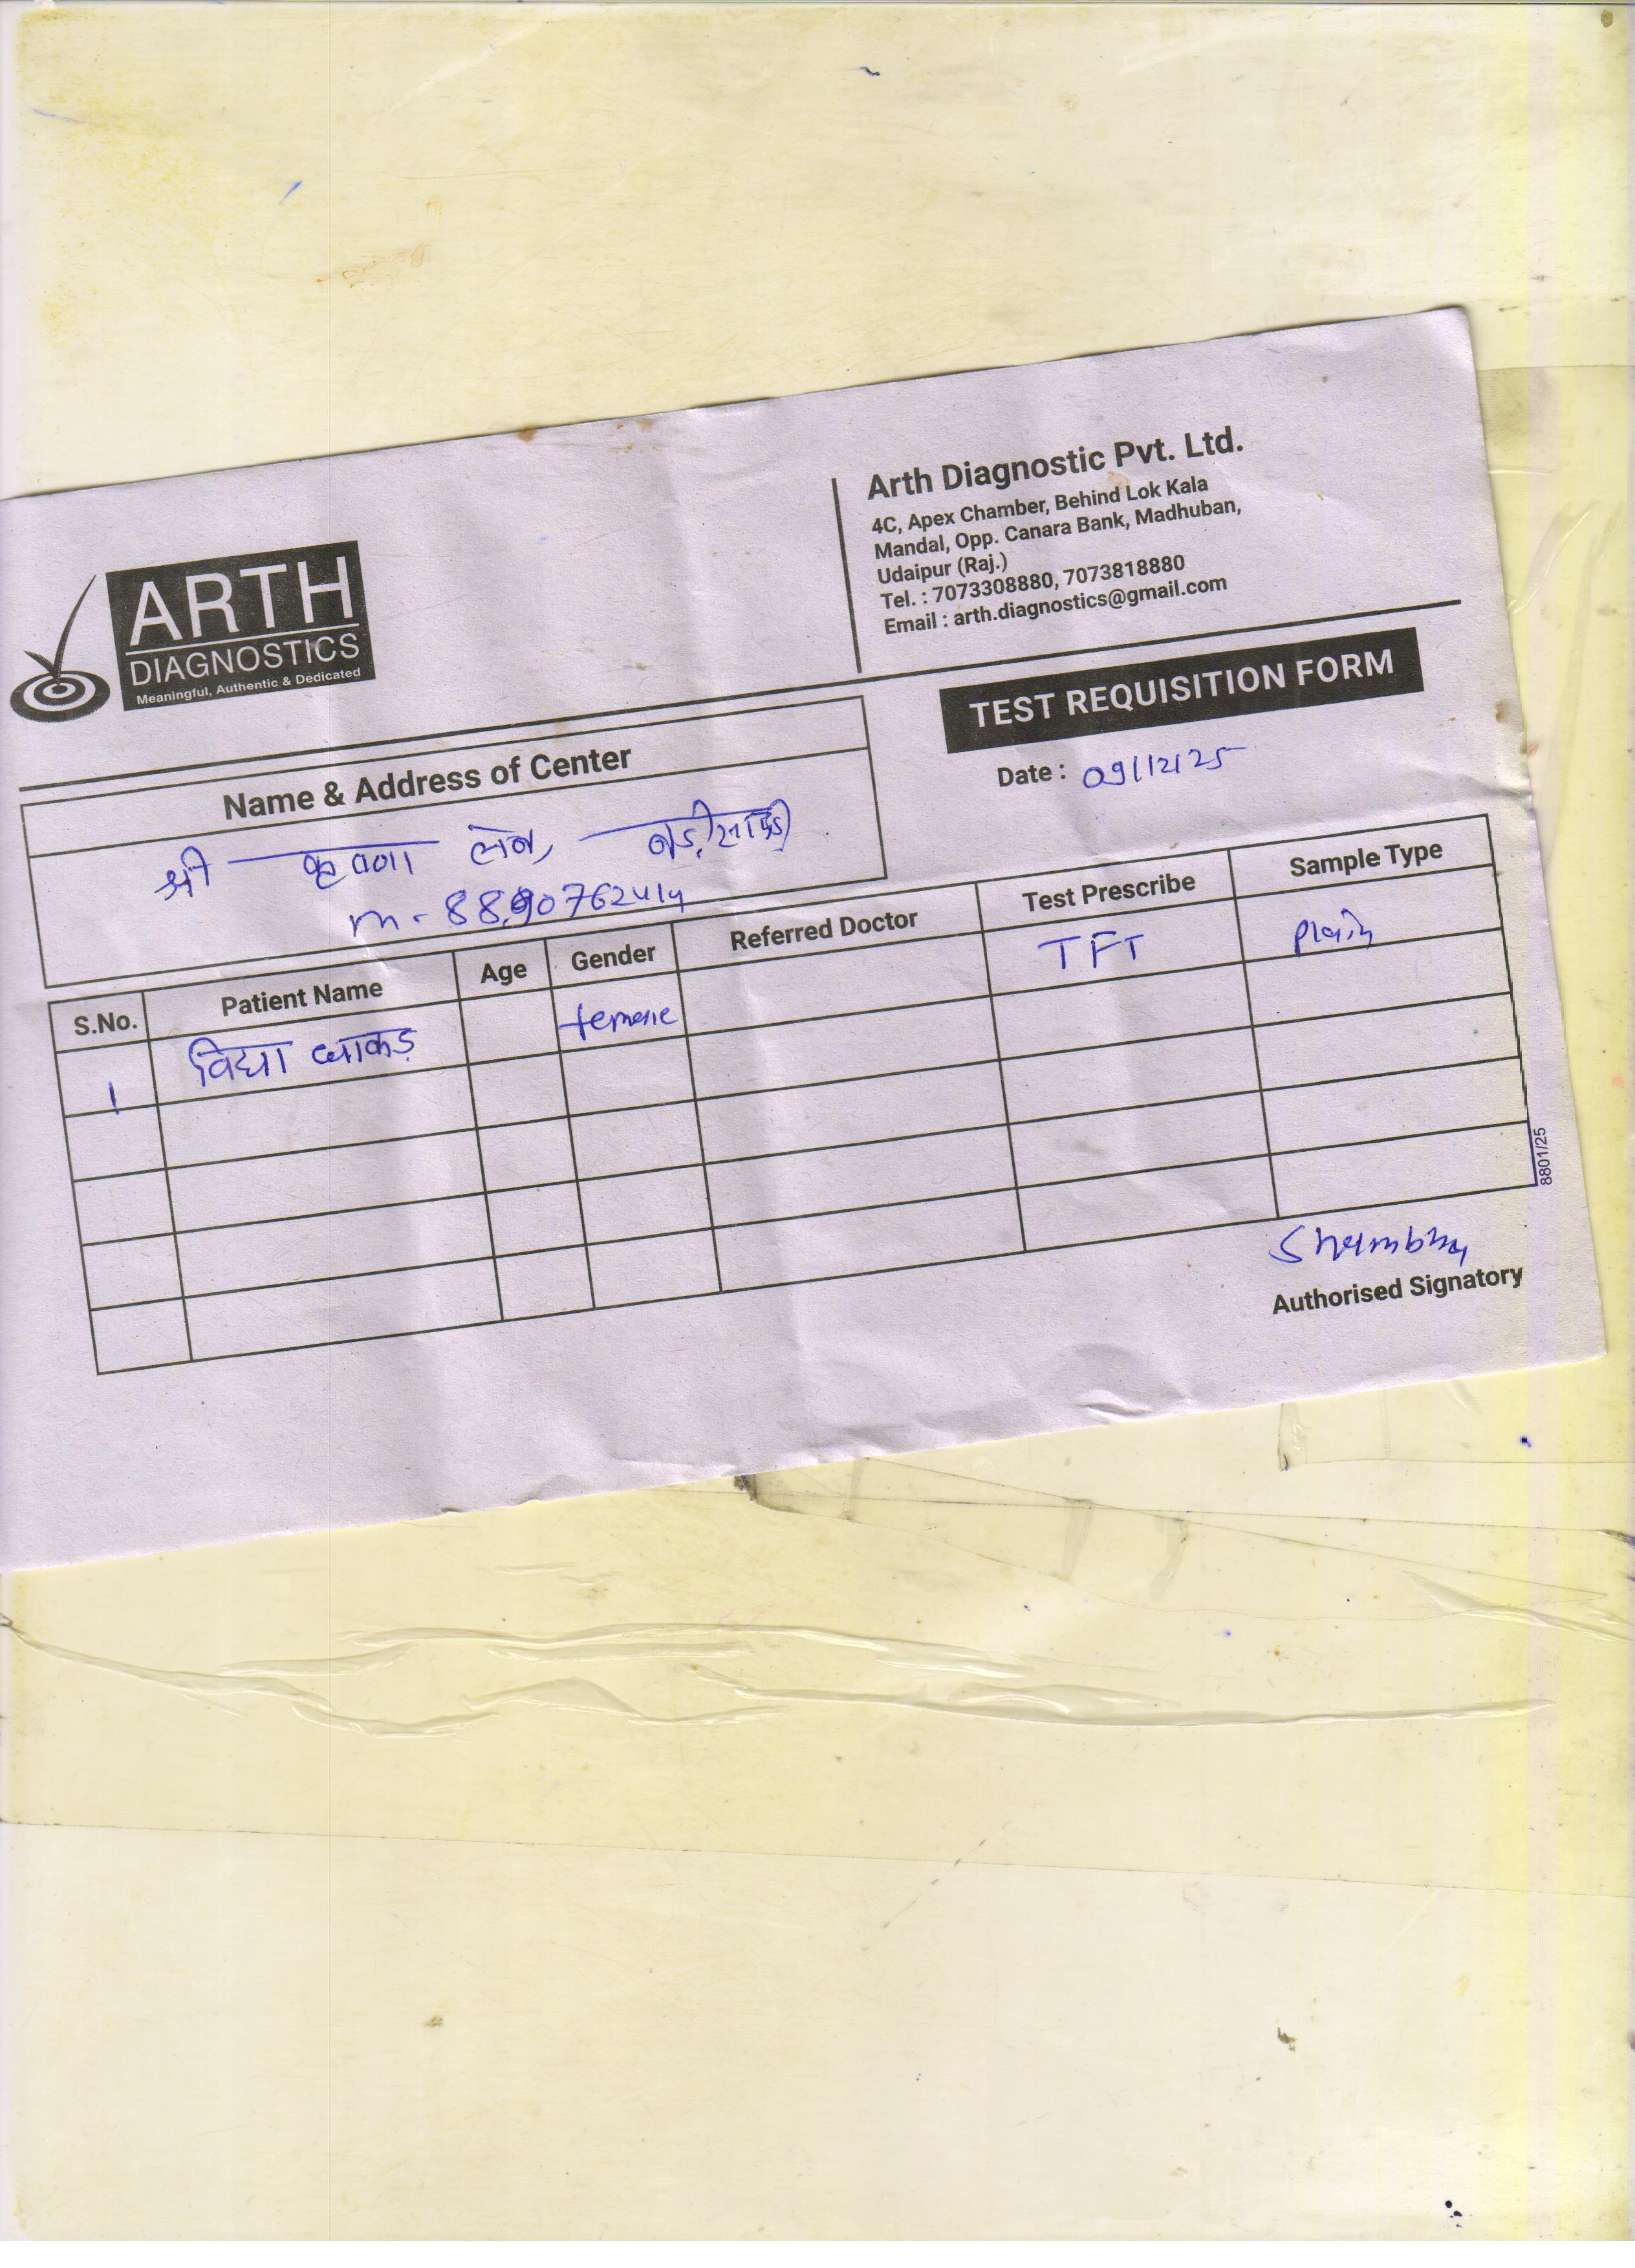 ARTH
DIAGNOSTICS
Meaningful, Authentic & Dedicated
Arth Diagnostic Pvt. Ltd.
4C, Apex Chamber, Behind Lok Kala
Mandal, Opp. Canara Bank, Madhuban,
Udaipur (Raj.)
Tel. : 7073308880, 7073818880
Email : arth.diagnostics@gmail.com
TEST REQUISITION FORM
Date : 09/12/25
Name & Address of Center
श्री कृष्णा लेब,
m - 8890762414
S.No. Patient Name Age Gender Referred Doctor Test Prescribe Sample Type
1 विद्या female TFT plain
8801/25
Authorised Signatory